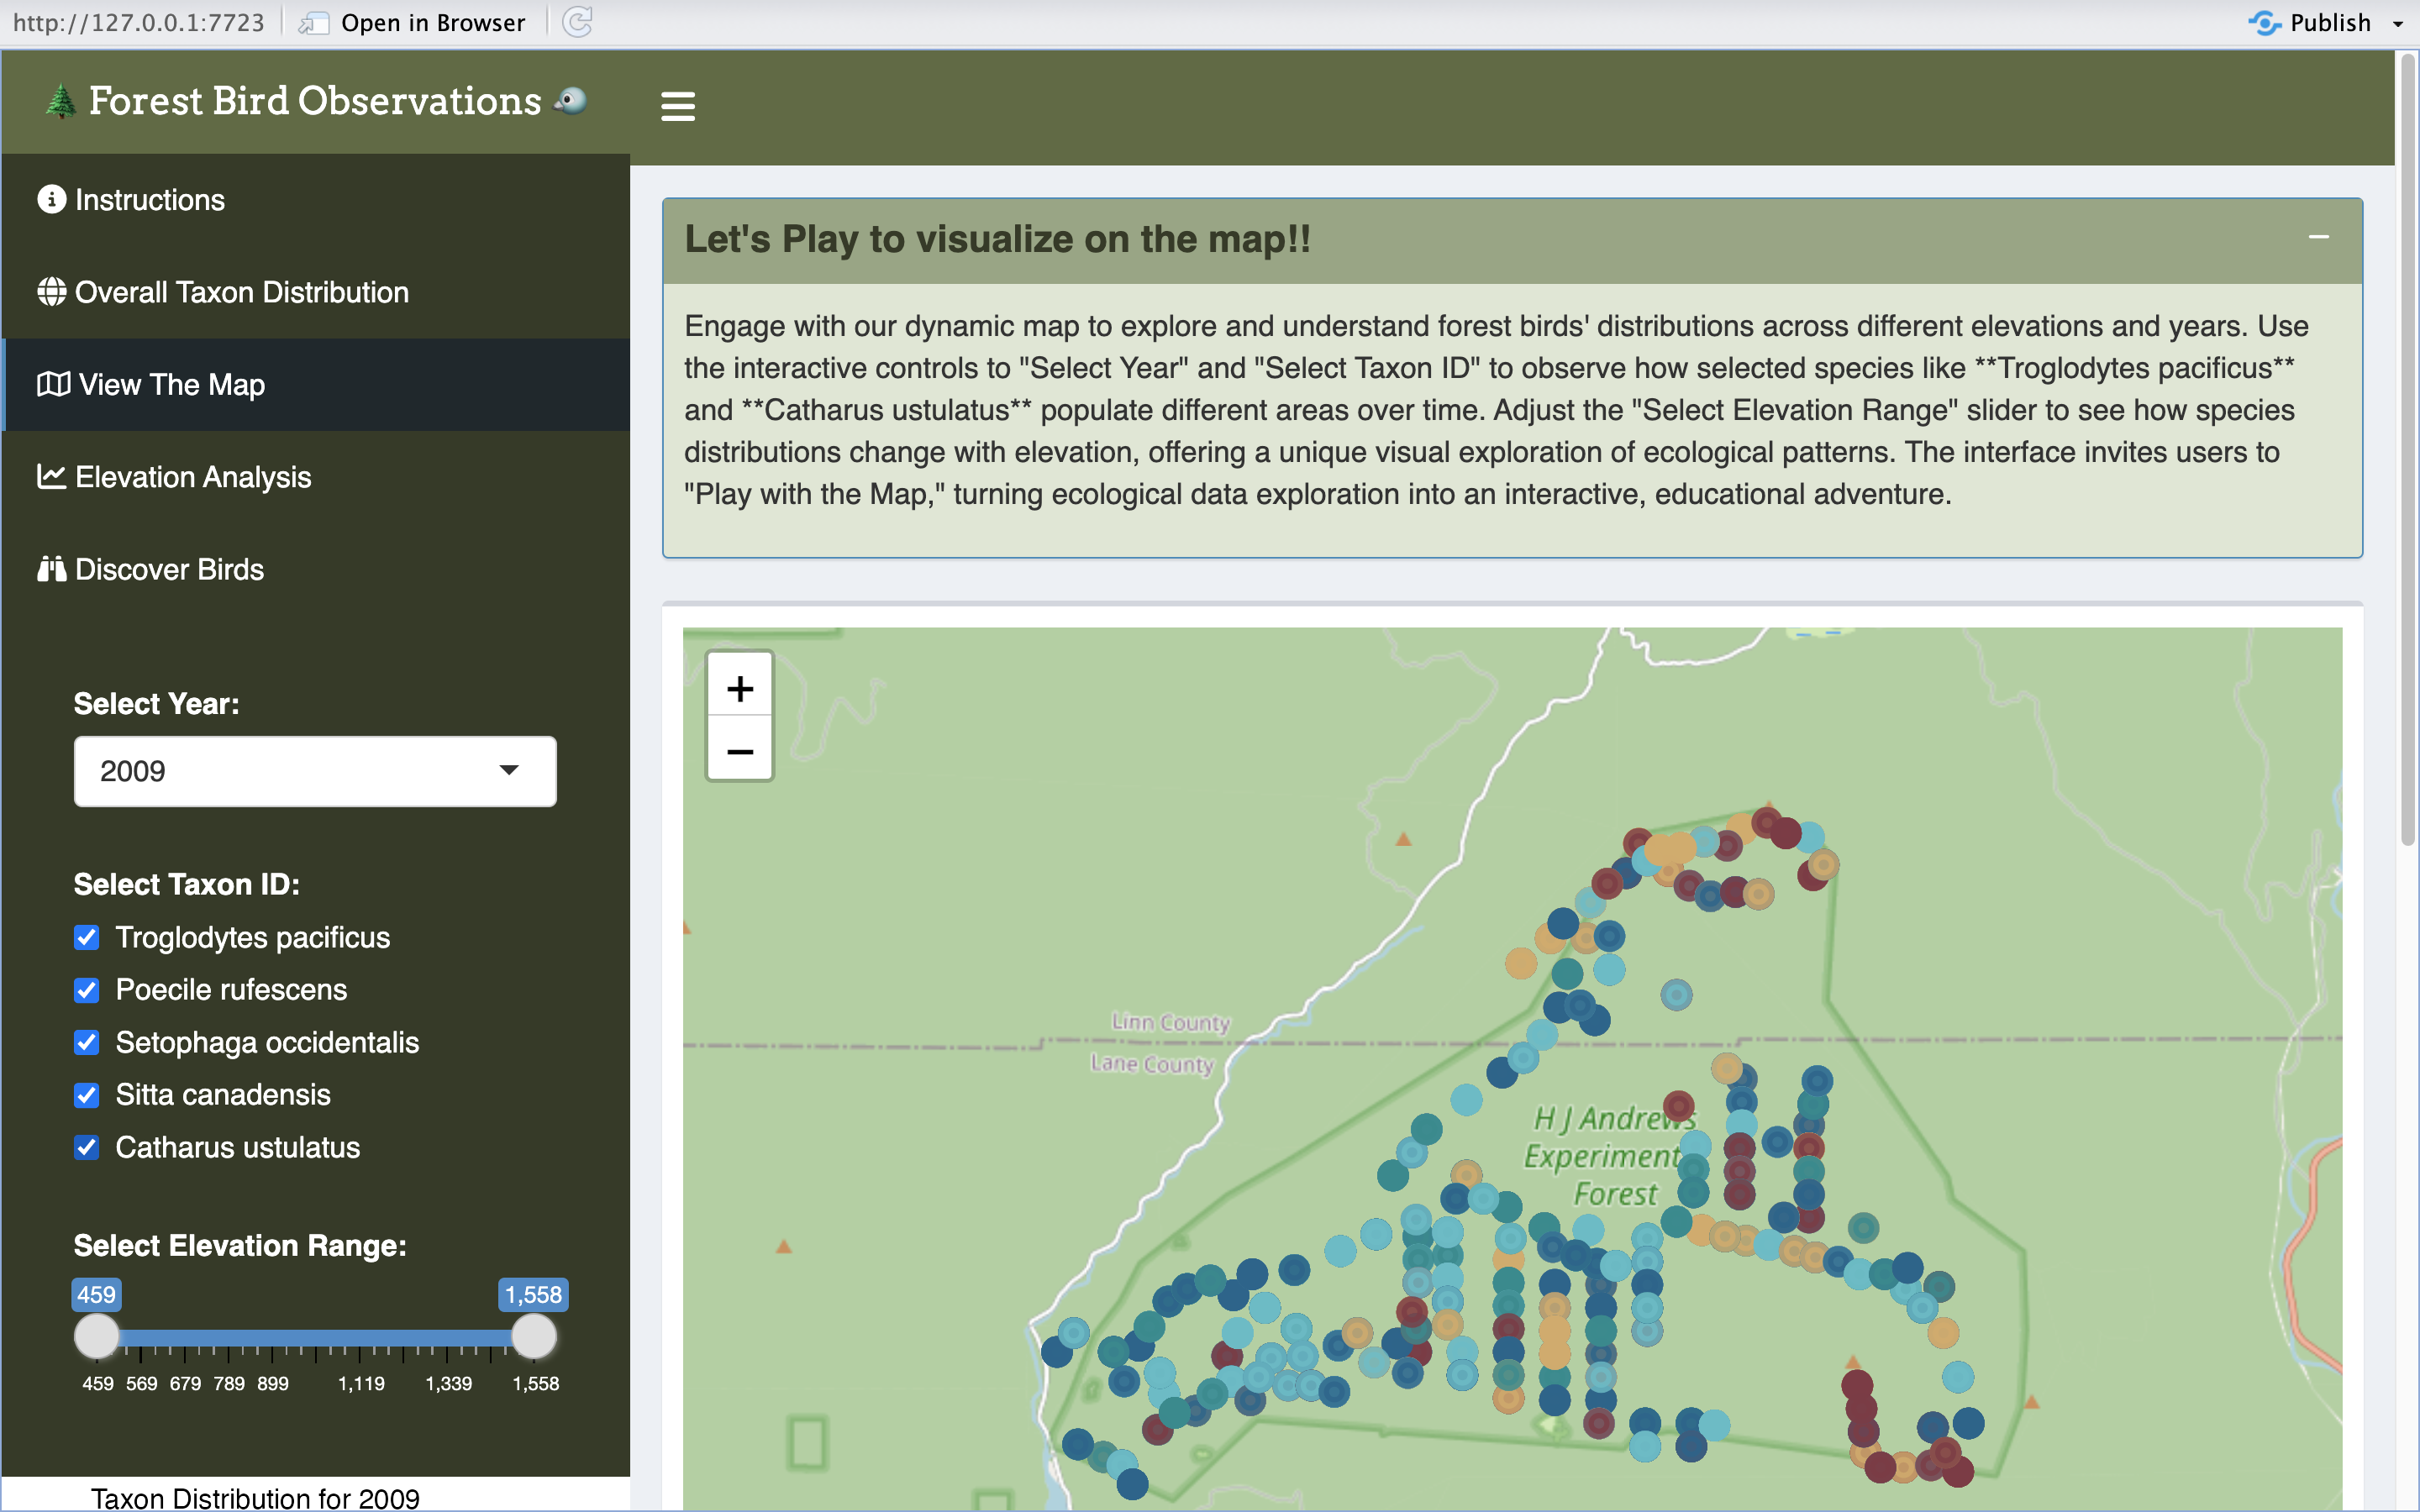 http://127.0.0.1:7723 Open in Browser Publish
Forest Bird Observations
Instructions
Overall Taxon Distribution
View The Map
Elevation Analysis
Discover Birds
Select Year:
2009
Select Taxon ID:
Troglodytes pacificus
Poecile rufescens
Setophaga occidentalis
Sitta canadensis
Catharus ustulatus
Select Elevation Range:
459 1,558
459 569 679 789 899 1,119 1,339 1,558
Taxon Distribution for 2009
Let's Play to visualize on the map!!
Engage with our dynamic map to explore and understand forest birds' distributions across different elevations and years. Use
the interactive controls to "Select Year" and "Select Taxon ID" to observe how selected species like **Troglodytes pacificus**
and **Catharus ustulatus** populate different areas over time. Adjust the "Select Elevation Range" slider to see how species
distributions change with elevation, offering a unique visual exploration of ecological patterns. The interface invites users to
"Play with the Map," turning ecological data exploration into an interactive, educational adventure.
+
−
Linn County
Lane County
H J Andrews
Experiment
Forest